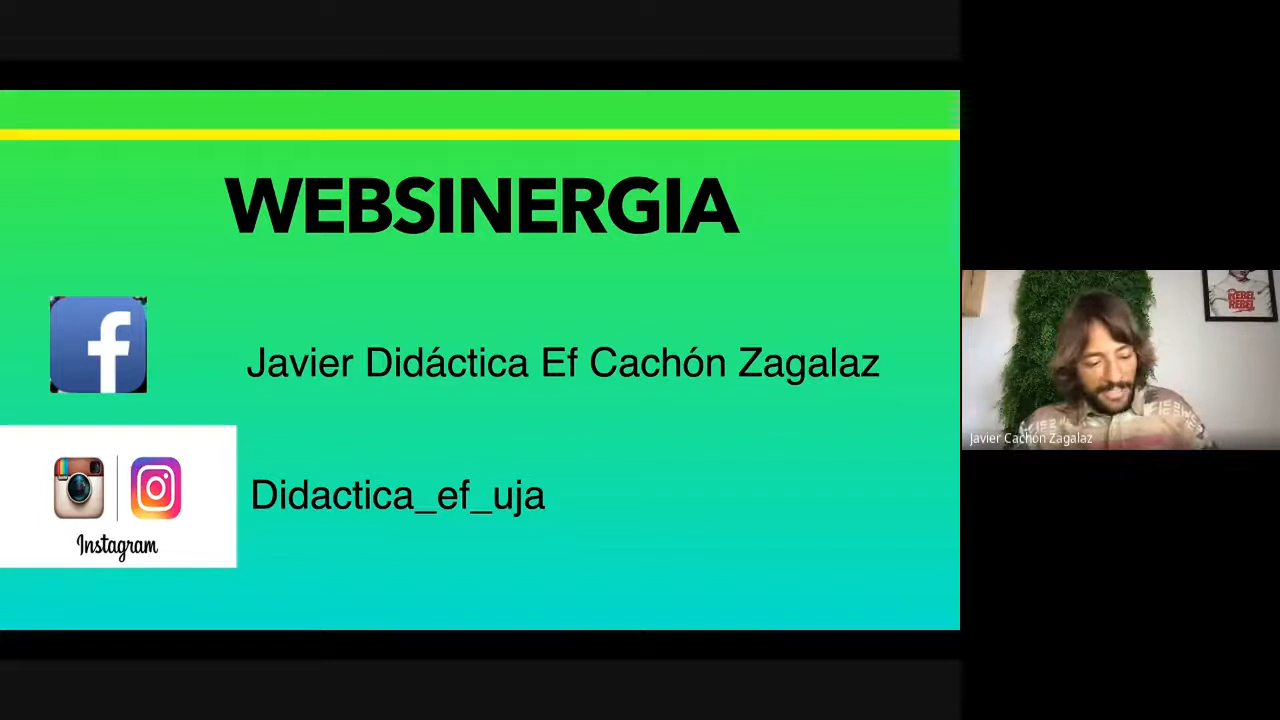 WEBSINERGIA
Javier Didáctica Ef Cachón Zagalaz
Instagram
Didactica_ef_uja
REBEL
REBEL
Javier Cachón Zagalaz